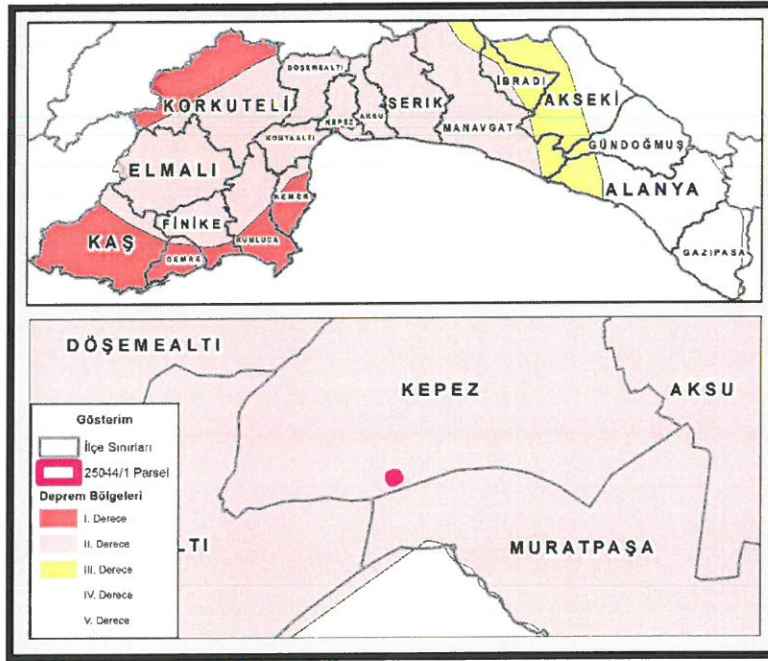 DÖŞEMEALTI
KORKUTELİ
SERIK
İBRADI
AKSEKİ
KEPEZ
AKSU
MANAVGAT
GÜNDOĞMUŞ
KONYAALTI
ELMALI
ALANYA
KEMER
FİNİKE
KUMLUCA
KAŞ
DEMRE
GAZİPAŞA
DÖŞEMEALTI
KEPEZ
AKSU
MURATPAŞA
LTI
Gösterim
İlçe Sınırları
25044/1 Parsel
Deprem Bölgeleri
I. Derece
II. Derece
III. Derece
IV. Derece
V. Derece